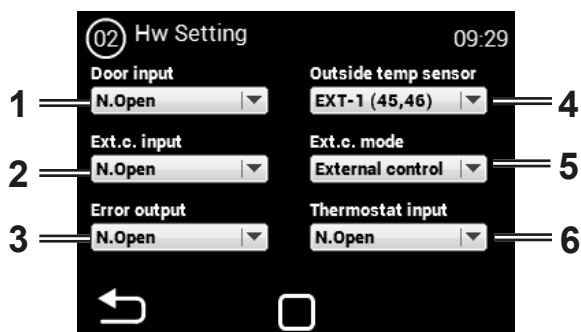 02 Hw Setting 09:29
Door input Outside temp sensor
1 N.Open EXT-1 (45,46) 4
Ext.c. input Ext.c. mode
2 N.Open External control 5
Error output Thermostat input
3 N.Open N.Open 6